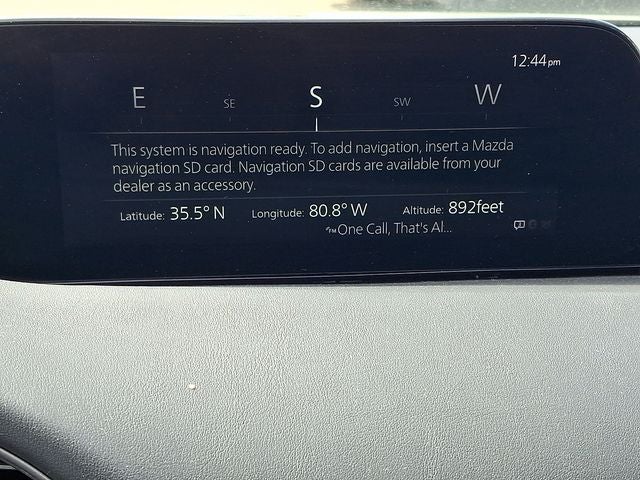 12:44pm
E SE S SW W
This system is navigation ready. To add navigation, insert a Mazda
navigation SD card. Navigation SD cards are available from your
dealer as an accessory.
Latitude: 35.5° N Longitude: 80.8° W Altitude: 892feet
FM One Call, That's Al...